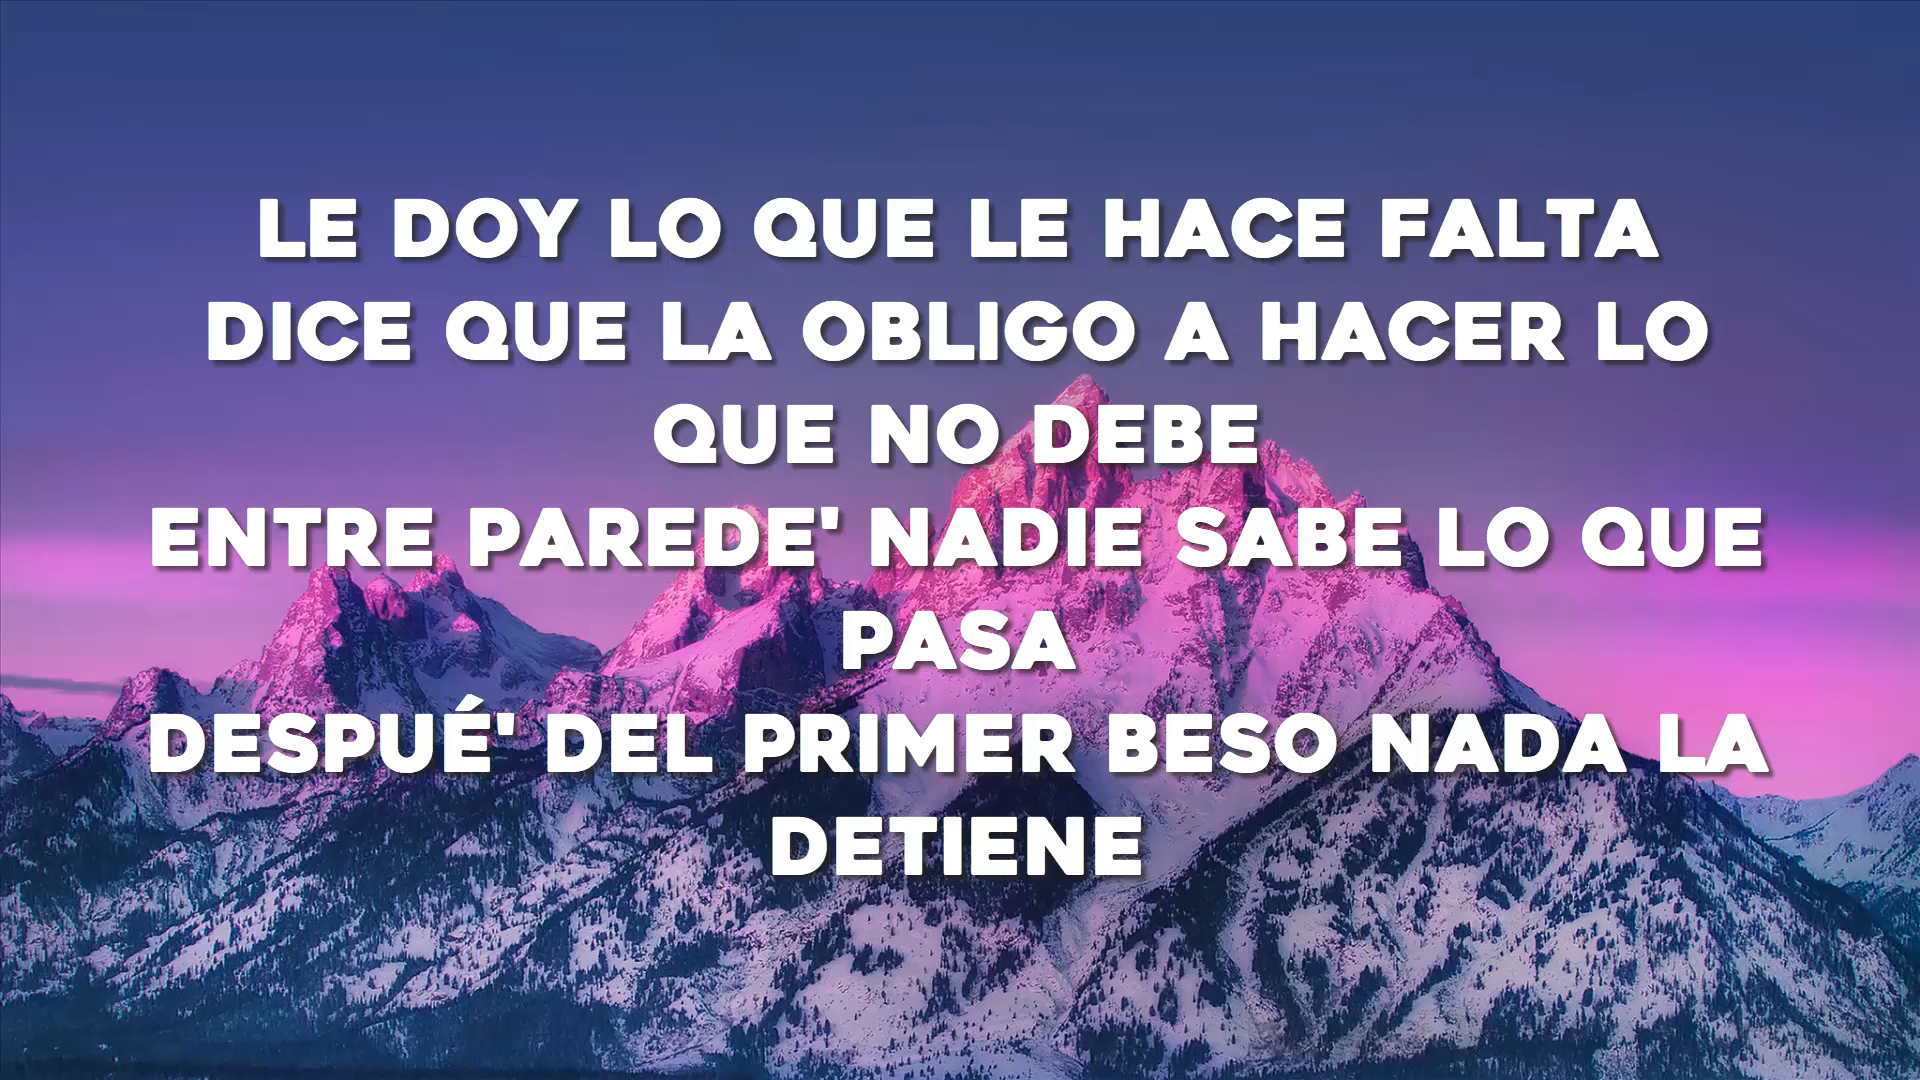 LE DOY LO QUE LE HACE FALTA
DICE QUE LA OBLIGO A HACER LO
QUE NO DEBE
ENTRE PAREDE' NADIE SABE LO QUE
PASA
DESPUÉ' DEL PRIMER BESO NADA LA
DETIENE